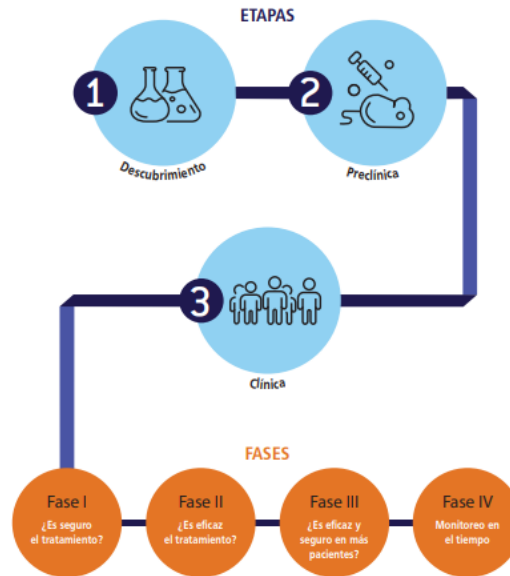 ETAPAS
1
Descubrimiento
2
Preclínica
3
Clínica
FASES
Fase I
¿Es seguro
el tratamiento?
Fase II
¿Es eficaz
el tratamiento?
Fase III
¿Es eficaz y
seguro en más
pacientes?
Fase IV
Monitoreo en
el tiempo